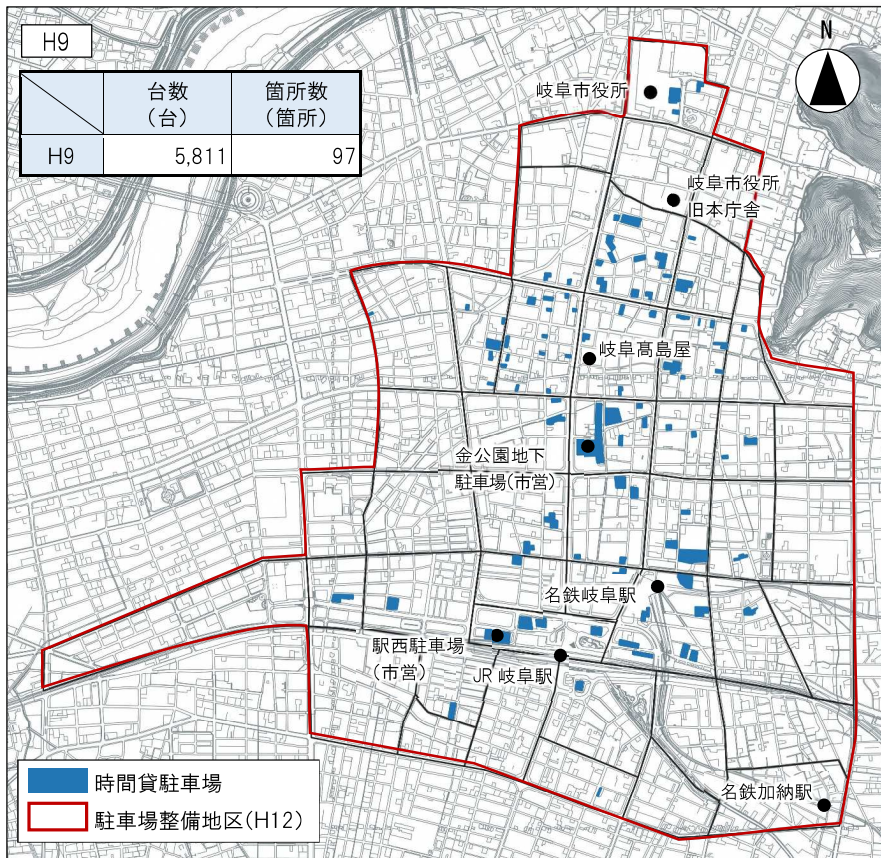 H9
N
台数
（台）
箇所数
（箇所）
H9 5,811 97
岐阜市役所
岐阜市役所
旧本庁舎
岐阜髙島屋
金公園地下
駐車場(市営)
名鉄岐阜駅
駅西駐車場
（市営）
JR 岐阜駅
名鉄加納駅
時間貸駐車場
駐車場整備地区(H12)